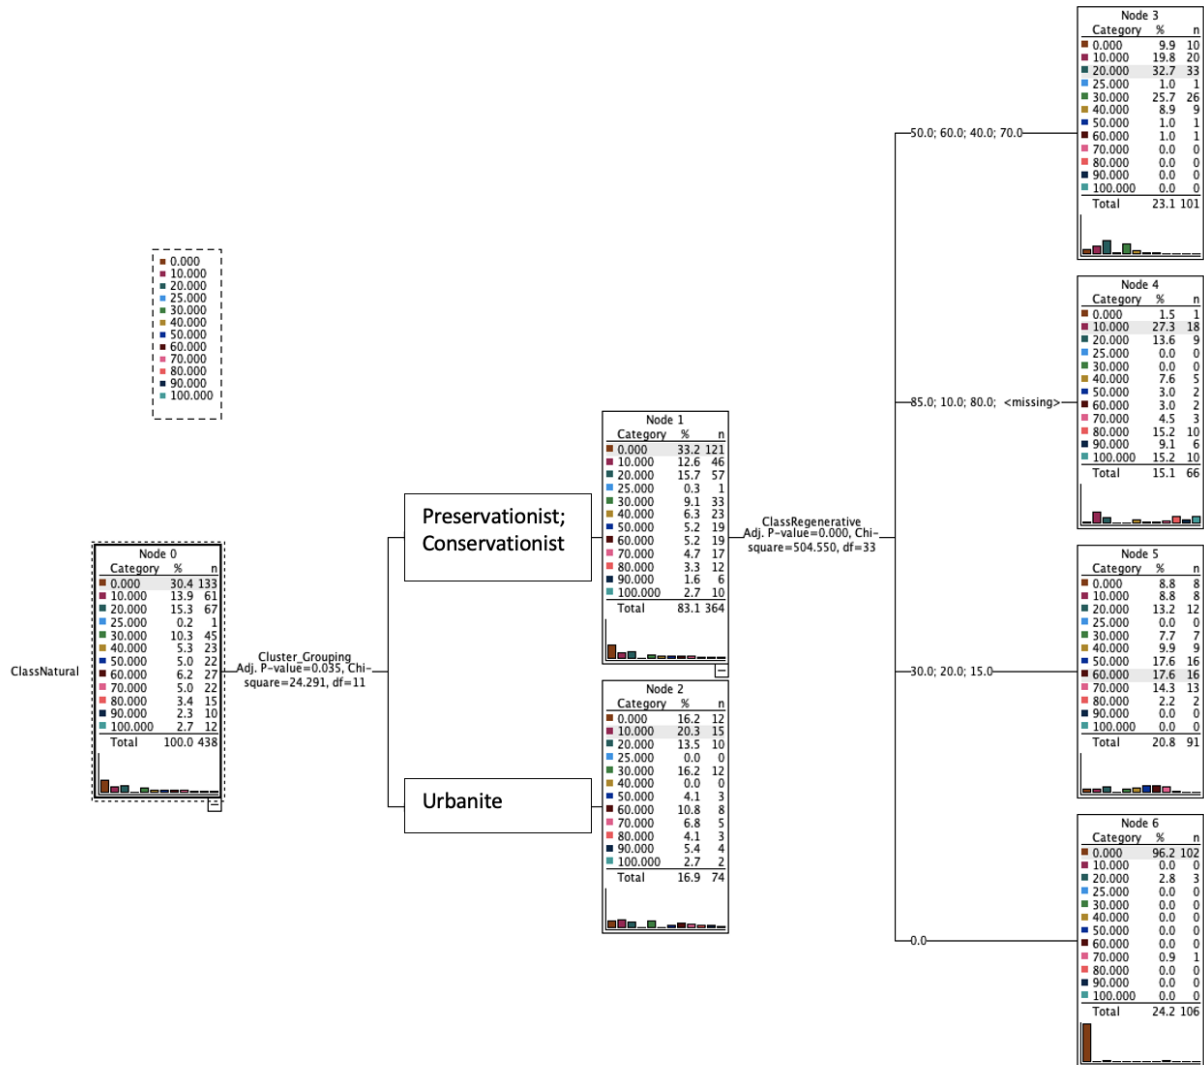 Node 3
Category % n
0.000 9.9 10
10.000 19.8 20
20.000 32.7 33
25.000 1.0 1
30.000 25.7 26
40.000 8.9 9
50.000 1.0 1
60.000 1.0 1
70.000 0.0 0
80.000 0.0 0
90.000 0.0 0
100.000 0.0 0
Total 23.1 101
50.0; 60.0; 40.0; 70.0
0.000
10.000
20.000
25.000
30.000
40.000
50.000
60.000
70.000
80.000
90.000
100.000
Node 4
Category % n
0.000 1.5 1
10.000 27.3 18
20.000 13.6 9
25.000 0.0 0
30.000 0.0 0
40.000 7.6 5
50.000 3.0 2
60.000 3.0 2
70.000 4.5 3
80.000 15.2 10
90.000 9.1 6
100.000 15.2 10
Total 15.1 66
85.0; 10.0; 80.0; <missing>
Node 1
Category % n
0.000 33.2 121
10.000 12.6 46
20.000 15.7 57
25.000 0.3 1
30.000 9.1 33
40.000 6.3 23
50.000 5.2 19
60.000 5.2 19
70.000 4.7 17
80.000 3.3 12
90.000 1.6 6
100.000 2.7 10
Total 83.1 364
Preservationist;
Conservationist
ClassRegenerative
Adj. P-value=0.000, Chi-
square=504.550, df=33
Node 0
Category % n
0.000 30.4 133
10.000 13.9 61
20.000 15.3 67
25.000 0.2 1
30.000 10.3 45
40.000 5.3 23
50.000 5.0 22
60.000 6.2 27
70.000 5.0 22
80.000 3.4 15
90.000 2.3 10
100.000 2.7 12
Total 100.0 438
ClassNatural
Cluster_Grouping
Adj. P-value=0.035, Chi-
square=24.291, df=11
Node 5
Category % n
0.000 8.8 8
10.000 8.8 8
20.000 13.2 12
25.000 0.0 0
30.000 7.7 7
40.000 9.9 9
50.000 17.6 16
60.000 17.6 16
70.000 14.3 13
80.000 2.2 2
90.000 0.0 0
100.000 0.0 0
Total 20.8 91
30.0; 20.0; 15.0
Node 2
Category % n
0.000 16.2 12
10.000 20.3 15
20.000 13.5 10
25.000 0.0 0
30.000 16.2 12
40.000 0.0 0
50.000 4.1 3
60.000 10.8 8
70.000 6.8 5
80.000 4.1 3
90.000 5.4 4
100.000 2.7 2
Total 16.9 74
Urbanite
Node 6
Category % n
0.000 96.2 102
10.000 0.0 0
20.000 2.8 3
25.000 0.0 0
30.000 0.0 0
40.000 0.0 0
50.000 0.0 0
60.000 0.0 0
70.000 0.9 1
80.000 0.0 0
90.000 0.0 0
100.000 0.0 0
Total 24.2 106
0.0